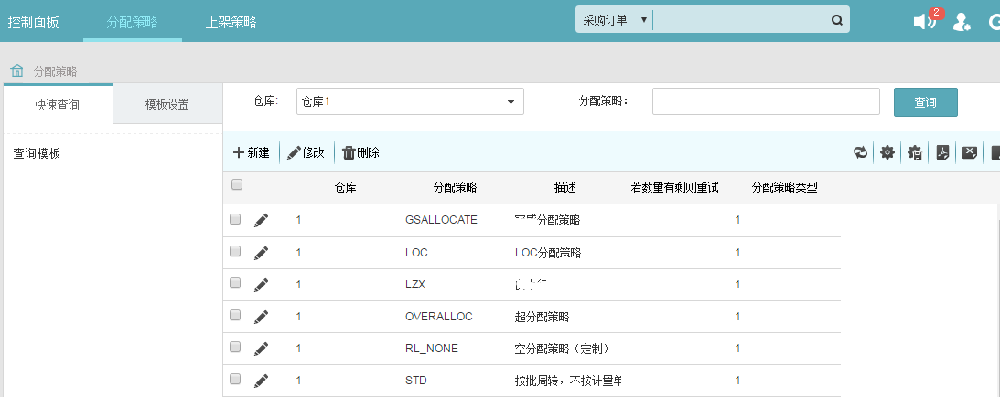 控制面板 分配策略 上架策略 采购订单 2
分配策略
快速查询 模板设置 仓库: 仓库1 分配策略: 查询
查询模板
新建 修改 删除
仓库 分配策略 描述 若数量有剩则重试 分配策略类型
1 GSALLOCATE 分配策略 1
1 LOC LOC分配策略 1
1 LZX 1
1 OVERALLOC 超分配策略 1
1 RL_NONE 空分配策略（定制） 1
1 STD 按批周转，不按计量单 1